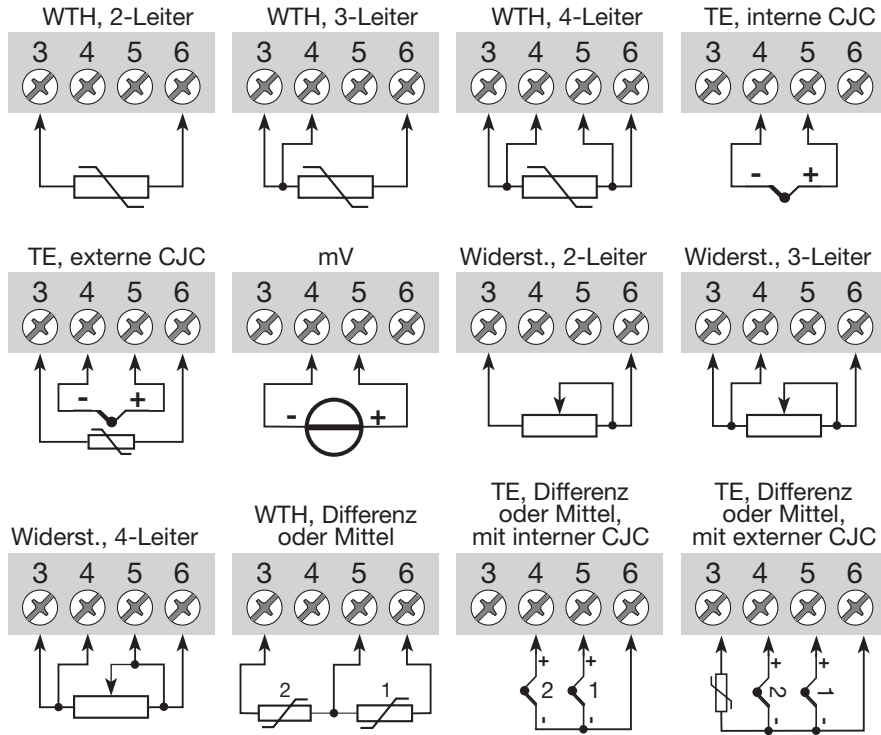 WTH, 2-Leiter
3 4 5 6
WTH, 3-Leiter
3 4 5 6
WTH, 4-Leiter
3 4 5 6
TE, interne CJC
3 4 5 6
- +
TE, externe CJC
3 4 5 6
- +
mV
3 4 5 6
- +
Widerst., 2-Leiter
3 4 5 6
Widerst., 3-Leiter
3 4 5 6
Widerst., 4-Leiter
3 4 5 6
WTH, Differenz
oder Mittel
3 4 5 6
2 1
TE, Differenz
oder Mittel,
mit interner CJC
3 4 5 6
+ +
2 1
- -
TE, Differenz
oder Mittel,
mit externer CJC
3 4 5 6
+ +
2 1
- -